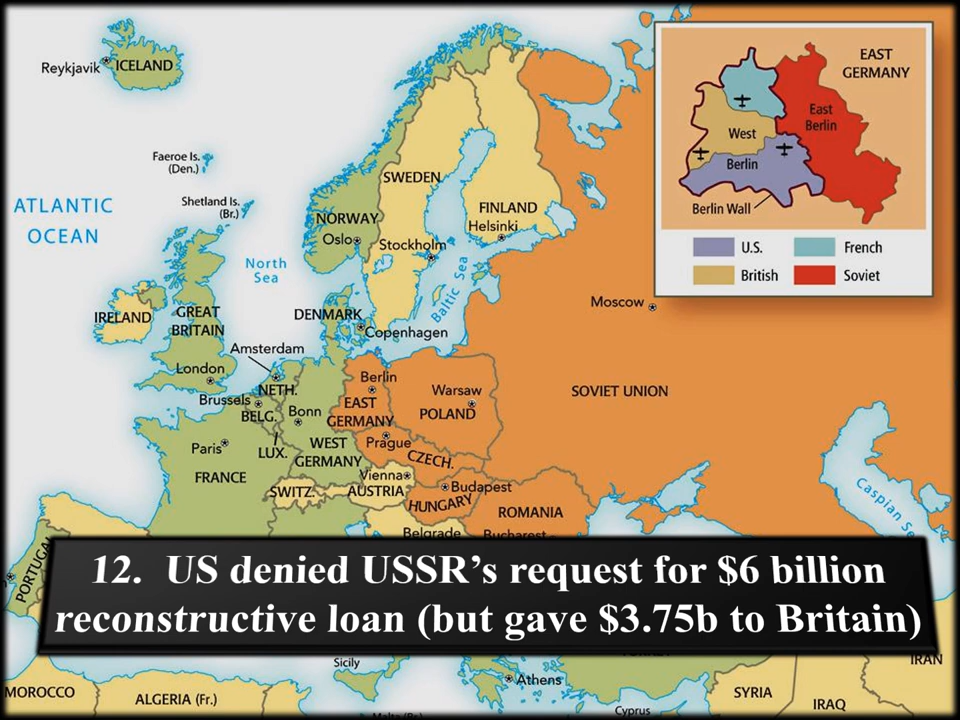 Reykjavik ICELAND
EAST
GERMANY
East
Berlin
West
Berlin
Berlin Wall
U.S.
French
British
Soviet
Faeroe Is.
(Den.)
Shetland Is.
(Br.)
ATLANTIC
OCEAN
North
Sea
SWEDEN
NORWAY
Oslo
Stockholm
FINLAND
Helsinki
Baltic Sea
Moscow
IRELAND
GREAT
BRITAIN
DENMARK
Copenhagen
Amsterdam
London
NETH.
Brussels
BELG.
Bonn
LUX.
Berlin
EAST
GERMANY
Warsaw
POLAND
SOVIET UNION
Paris
FRANCE
WEST
GERMANY
Prague
CZECH.
Vienna
SWITZ.
AUSTRIA
Budapest
HUNGARY
ROMANIA
Caspian Se
Belgrade
Bucharest
PORTUGAL
12. US denied USSR's request for $6 billion
reconstructive loan (but gave $3.75b to Britain)
Sicily
Athens
Cyprus
SYRIA
IRAQ
IRAN
MOROCCO
ALGERIA (Fr.)